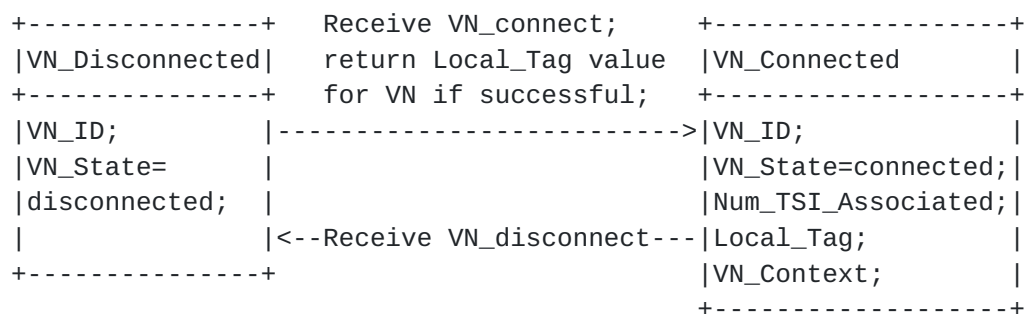 +---------------+   Receive VN_connect;     +-------------------+
|VN_Disconnected|   return Local_Tag value  |VN_Connected       |
+---------------+   for VN if successful;   +-------------------+
|VN_ID;         |-------------------------->|VN_ID;             |
|VN_State=      |                           |VN_State=connected;|
|disconnected;  |                           |Num_TSI_Associated;|
|               |<--Receive VN_disconnect---|Local_Tag;         |
+---------------+                           |VN_Context;        |
                                            +-------------------+